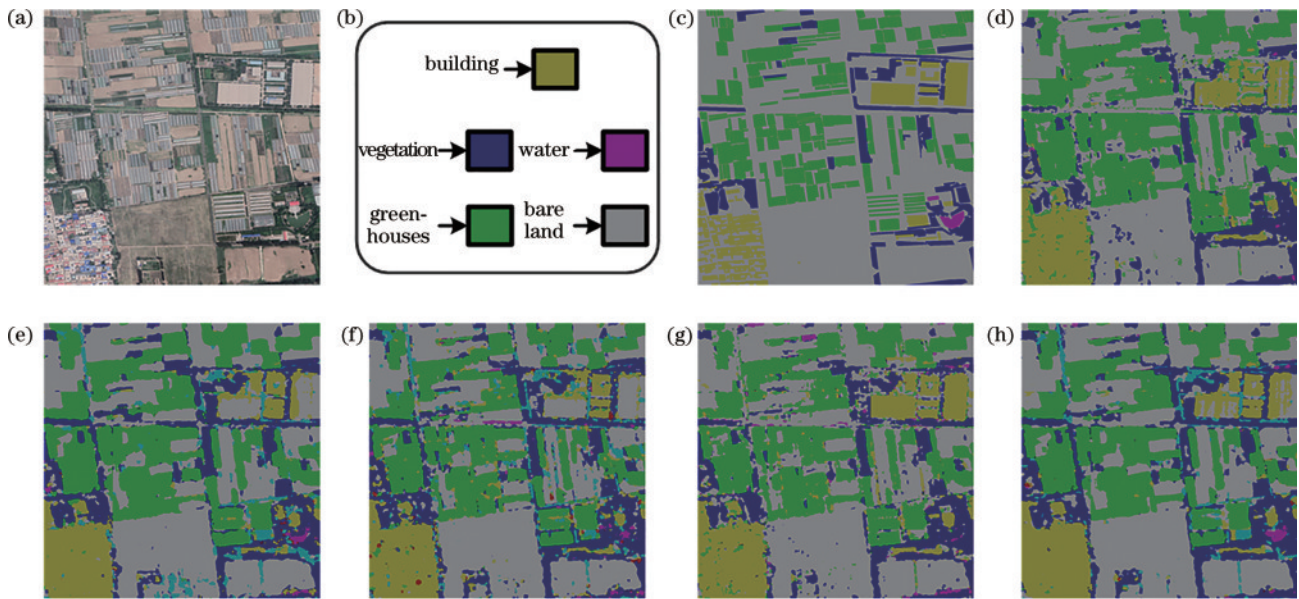 (a)
(b)
(c)
(d)
building
vegetation
water
green-
houses
bare
land
(e)
(f)
(g)
(h)